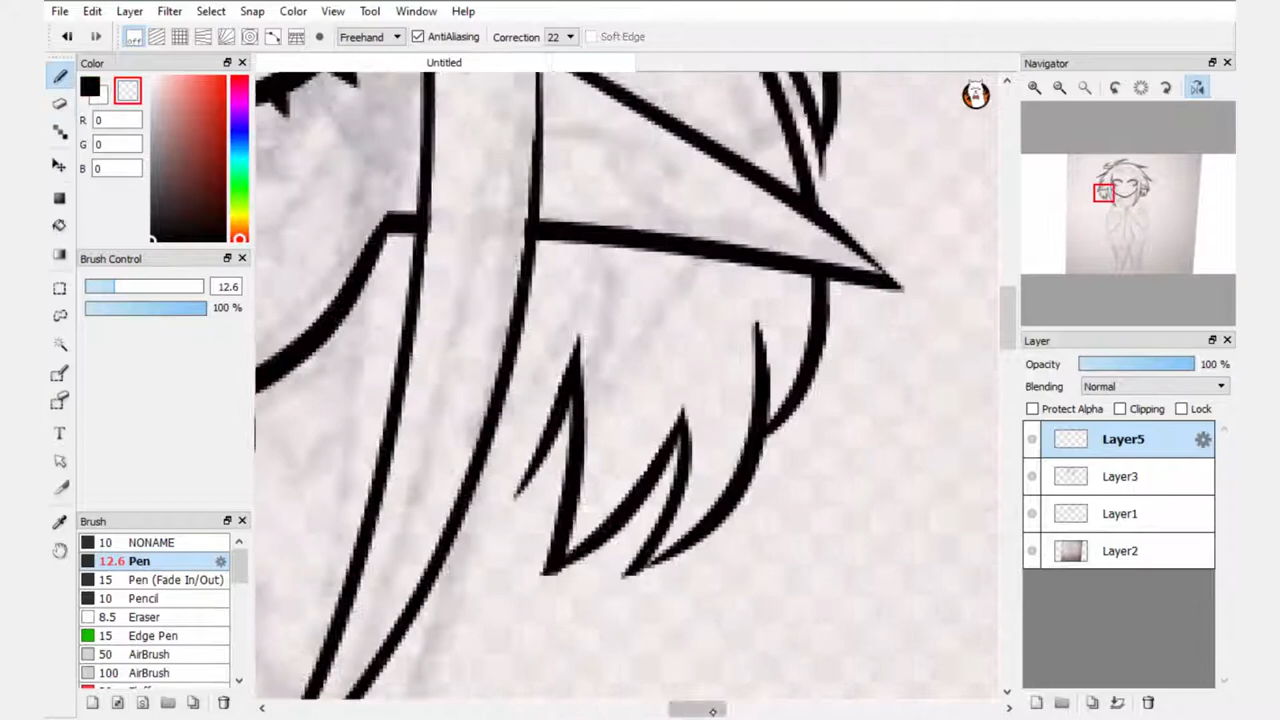 File Edit Layer Filter Select Snap Color View Tool Window Help
off Freehand AntiAliasing Correction 22 Soft Edge
Color Untitled Navigator
R 0
G 0
B 0
Brush Control
12.6
100 %
Brush
10 NONAME
12.6 Pen
15 Pen (Fade In/Out)
10 Pencil
8.5 Eraser
15 Edge Pen
50 AirBrush
100 AirBrush
Layer
Opacity 100 %
Blending Normal
Protect Alpha Clipping Lock
Layer5
Layer3
Layer1
Layer2